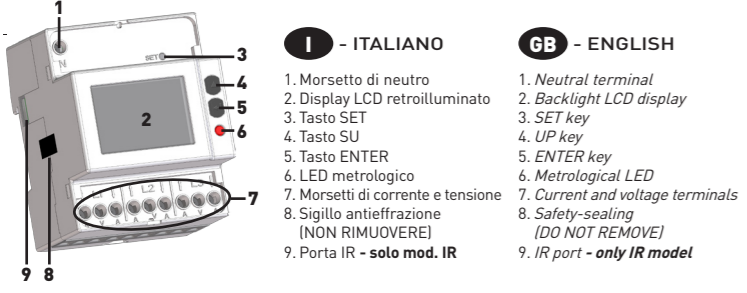 1
N
SET
3
4
5
2
6
L1 L2 L3
A V A A V A A V A
7
9 8
I - ITALIANO
1. Morsetto di neutro
2. Display LCD retroilluminato
3. Tasto SET
4. Tasto SU
5. Tasto ENTER
6. LED metrologico
7. Morsetti di corrente e tensione
8. Sigillo antieffrazione
(NON RIMUOVERE)
9. Porta IR - solo mod. IR
GB - ENGLISH
1. Neutral terminal
2. Backlight LCD display
3. SET key
4. UP key
5. ENTER key
6. Metrological LED
7. Current and voltage terminals
8. Safety-sealing
(DO NOT REMOVE)
9. IR port - only IR model